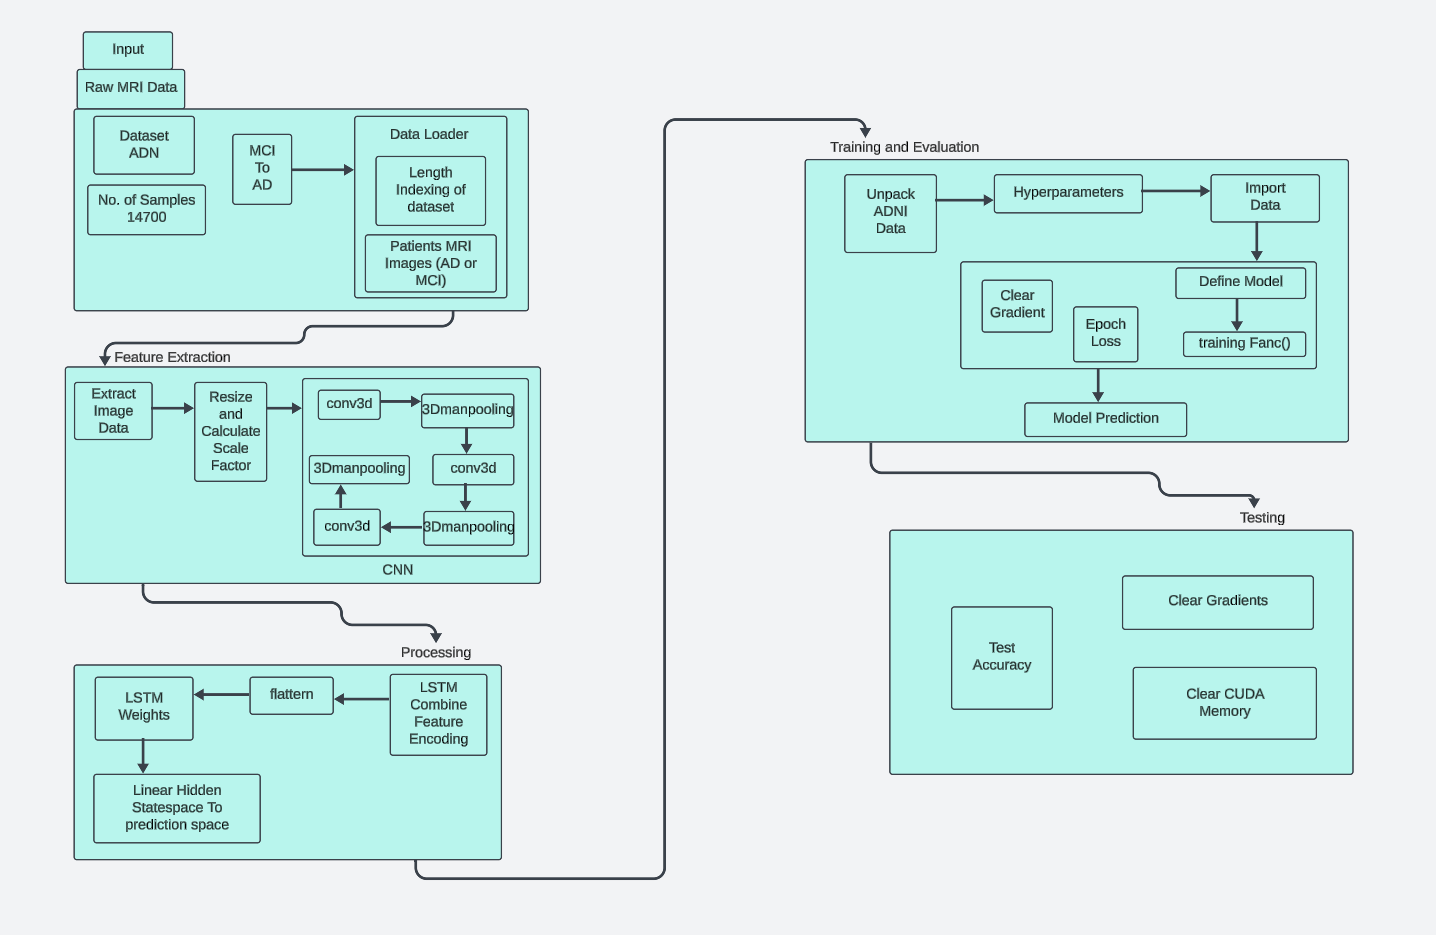 Input
Raw MRI Data
Dataset
ADN
No. of Samples
14700
MCI
To
AD
Data Loader
Length
Indexing of
dataset
Patients MRI
Images (AD or
MCI)
Feature Extraction
Extract
Image
Data
Resize
and
Calculate
Scale
Factor
conv3d
3Dmanpooling
conv3d
3Dmanpooling
conv3d
3Dmanpooling
CNN
Processing
LSTM
Combine
Feature
Encoding
flattern
LSTM
Weights
Linear Hidden
Statespace To
prediction space
Training and Evaluation
Unpack
ADNI
Data
Hyperparameters
Import
Data
Define Model
training Fanc()
Clear
Gradient
Epoch
Loss
Model Prediction
Testing
Test
Accuracy
Clear Gradients
Clear CUDA
Memory